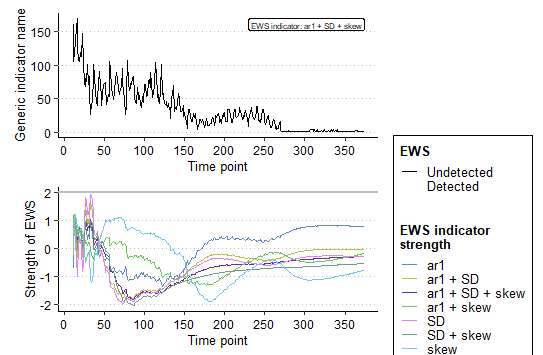 EWS indicator: ar1 + SD + skew
Generic indicator name
150
100
50
0
0 50 100 150 200 250 300 350
Time point
EWS
Undetected
Detected
Strength of EWS
2
1
0
-1
-2
0 50 100 150 200 250 300 350
Time point
EWS indicator
strength
ar1
ar1 + SD
ar1 + SD + skew
ar1 + skew
SD
SD + skew
skew